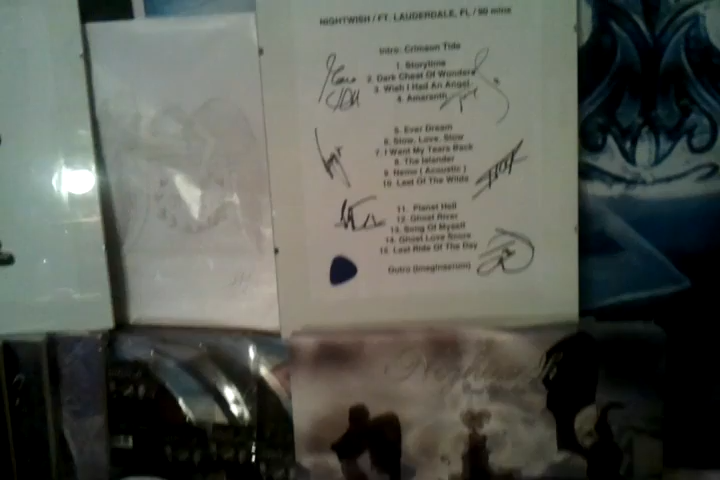 NIGHTWISH / FT. LAUDERDALE, FL / 90 mins
Intro: Crimson Tide
1. Storytime
2. Dark Chest Of Wonders
3. Wish I Had An Angel
4. Amaranth
5. Ever Dream
6. Slow, Love, Slow
7. I Want My Tears Back
8. The Islander
9. Nemo ( Acoustic )
10. Last Of The Wilds
11. Planet Hell
12. Ghost River
13. Song Of Myself
14. Ghost Love Score
15. Last Ride Of The Day
Outro (Imaginaerum)
Nightwish